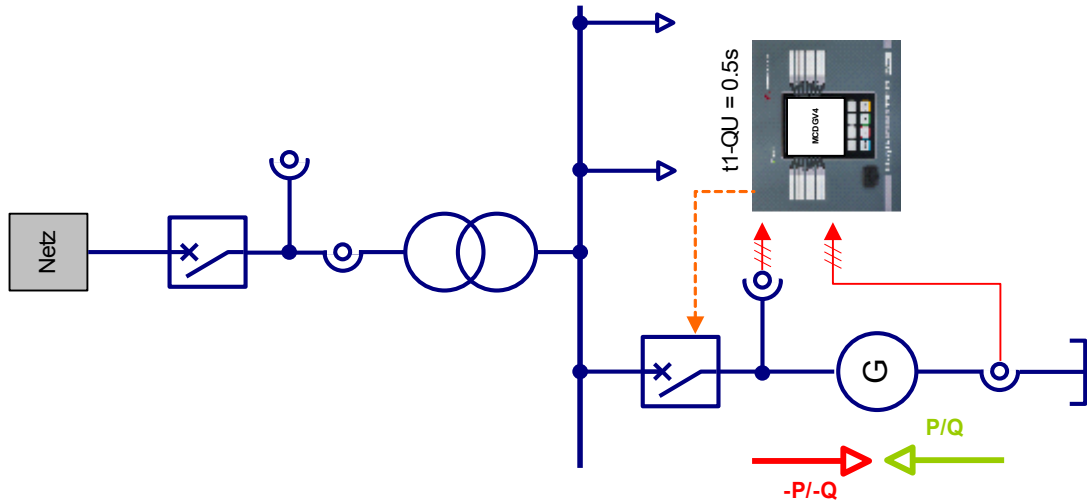 Netz
t1-QU = 0.5s
MCDGV4
G
P/Q
-P/-Q